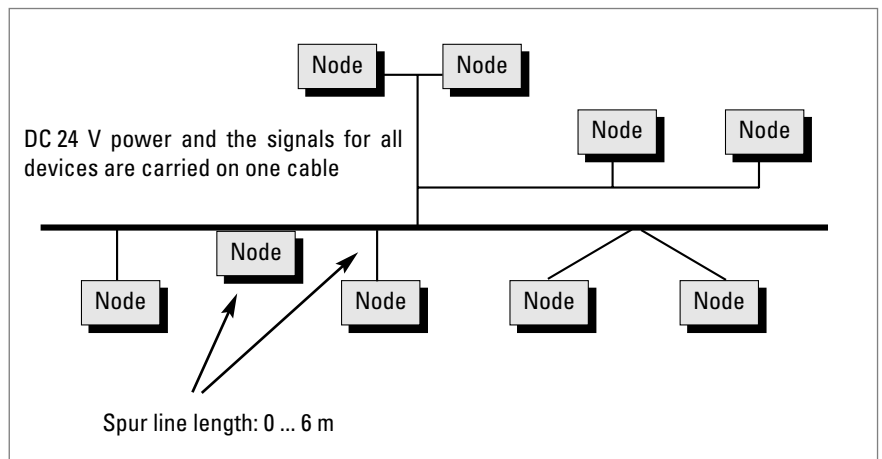 Node Node
DC 24 V power and the signals for all
devices are carried on one cable
Node Node
Node
Node Node Node Node
Spur line length: 0 ... 6 m